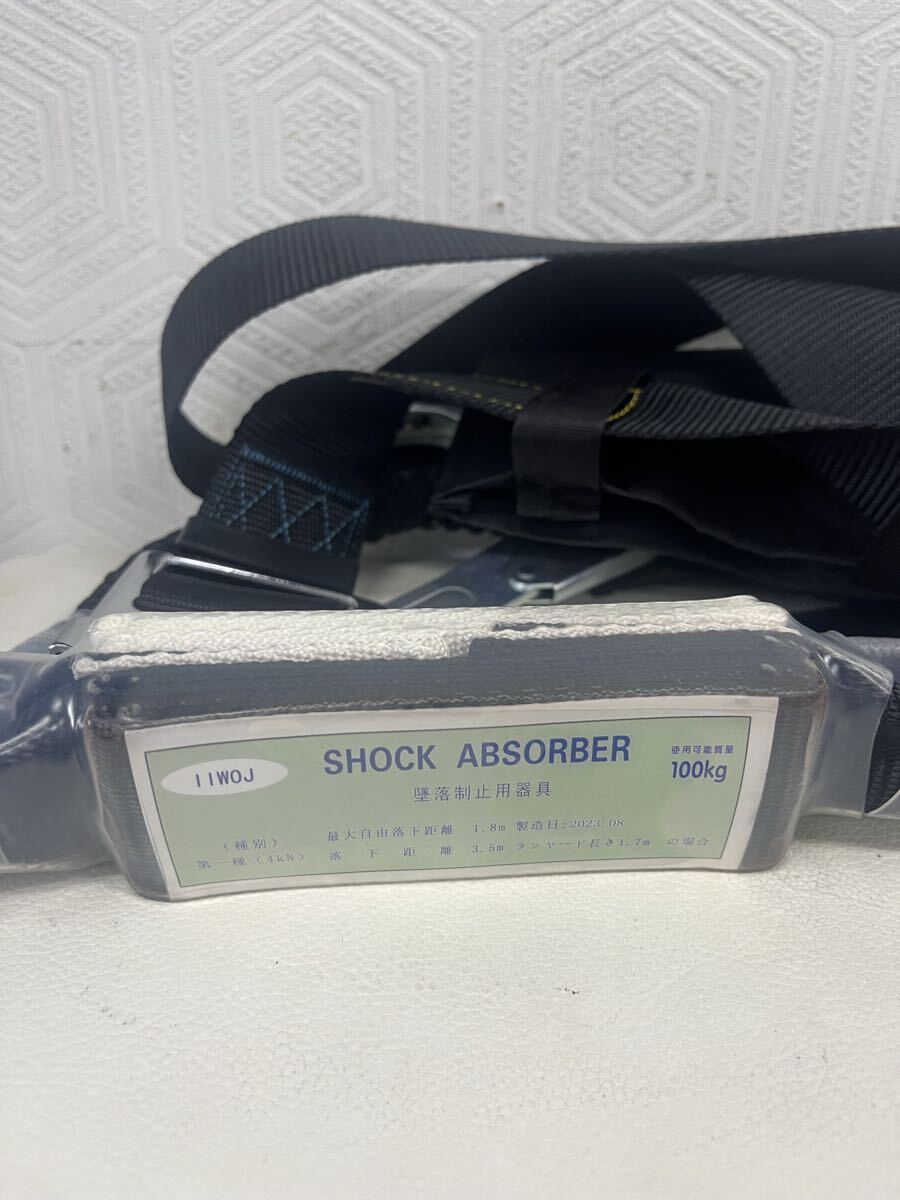 IIWOJ
SHOCK ABSORBER
使用可能質量
100kg
墜落制止用器具
(種別)
第一種(4kN)
最大自由落下距離 1.8m 製造日:2023.08
落下距離 3.5m ランヤード長さ1.7m の場合